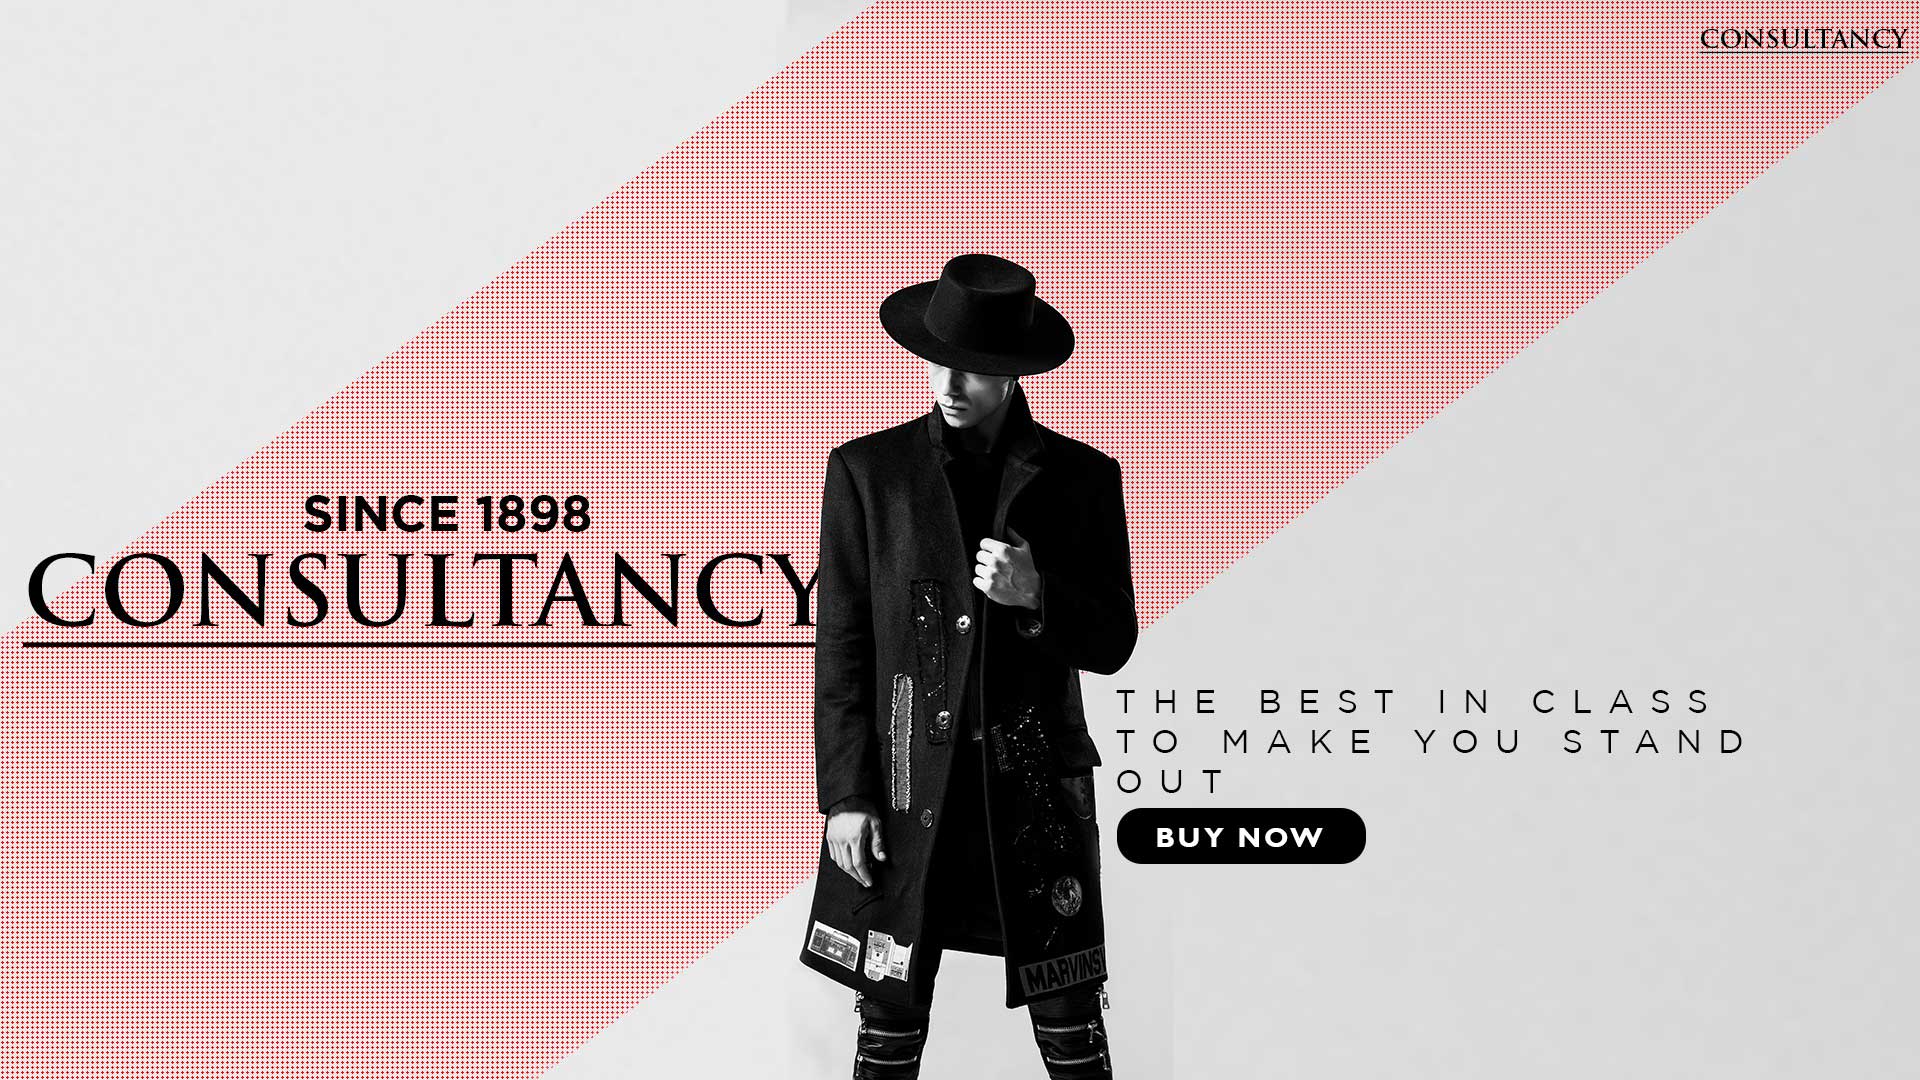 CONSULTANCY
SINCE 1898
CONSULTANCY
THE BEST IN CLASS
TO MAKE YOU STAND
OUT
BUY NOW